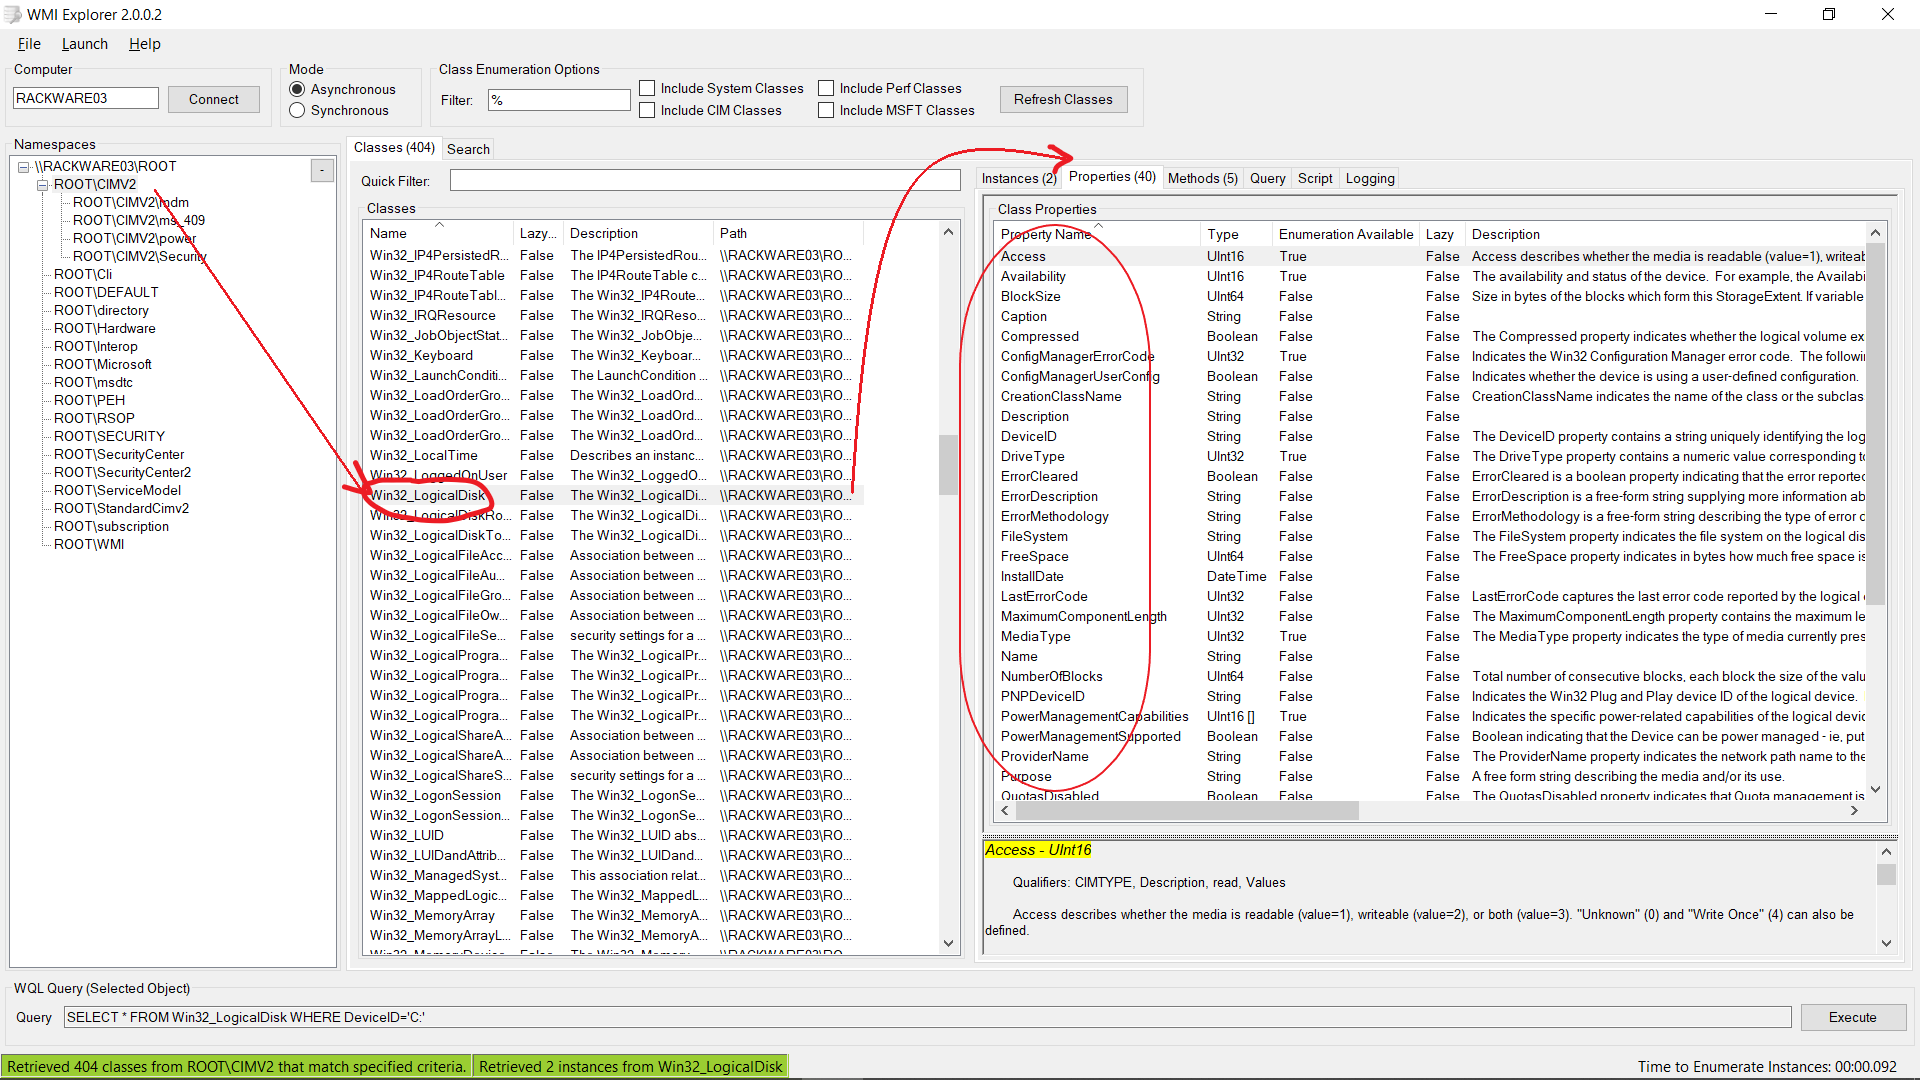 WMI Explorer 2.0.0.2
File Launch Help
Computer
RACKWARE03
Connect
Mode
Asynchronous
Synchronous
Class Enumeration Options
Filter: %
Include System Classes
Include Perf Classes
Include CIM Classes
Include MSFT Classes
Refresh Classes
Namespaces
-
\\RACKWARE03\ROOT
ROOT\CIMV2
ROOT\CIMV2\mdm
ROOT\CIMV2\ms_409
ROOT\CIMV2\power
ROOT\CIMV2\Security
ROOT\Cli
ROOT\DEFAULT
ROOT\directory
ROOT\Hardware
ROOT\Interop
ROOT\Microsoft
ROOT\msdtc
ROOT\PEH
ROOT\RSOP
ROOT\SECURITY
ROOT\SecurityCenter
ROOT\SecurityCenter2
ROOT\ServiceModel
ROOT\StandardCimv2
ROOT\subscription
ROOT\WMI
Classes (404) Search
Quick Filter:
Classes
Name Lazy... Description Path
Win32_IP4PersistedR... False The IP4PersistedRou... \\RACKWARE03\RO...
Win32_IP4RouteTable False The IP4RouteTable c... \\RACKWARE03\RO...
Win32_IP4RouteTabl... False The Win32_IP4Route... \\RACKWARE03\RO...
Win32_IRQResource False The Win32_IRQReso... \\RACKWARE03\RO...
Win32_JobObjectStat... False The Win32_JobObje... \\RACKWARE03\RO...
Win32_Keyboard False The Win32_Keyboar... \\RACKWARE03\RO...
Win32_LaunchConditi... False The LaunchCondition ... \\RACKWARE03\RO...
Win32_LoadOrderGro... False The Win32_LoadOrd... \\RACKWARE03\RO...
Win32_LoadOrderGro... False The Win32_LoadOrd... \\RACKWARE03\RO...
Win32_LoadOrderGro... False The Win32_LoadOrd... \\RACKWARE03\RO...
Win32_LocalTime False Describes an instanc... \\RACKWARE03\RO...
Win32_LoggedOnUser False The Win32_LoggedO... \\RACKWARE03\RO...
Win32_LogicalDisk False The Win32_LogicalDi... \\RACKWARE03\RO...
Win32_LogicalDiskRo... False The Win32_LogicalDi... \\RACKWARE03\RO...
Win32_LogicalDiskTo... False The Win32_LogicalDi... \\RACKWARE03\RO...
Win32_LogicalFileAcc... False Association between ... \\RACKWARE03\RO...
Win32_LogicalFileAu... False Association between ... \\RACKWARE03\RO...
Win32_LogicalFileGro... False Association between ... \\RACKWARE03\RO...
Win32_LogicalFileOw... False Association between ... \\RACKWARE03\RO...
Win32_LogicalFileSe... False security settings for a ... \\RACKWARE03\RO...
Win32_LogicalProgra... False The Win32_LogicalPr... \\RACKWARE03\RO...
Win32_LogicalProgra... False The Win32_LogicalPr... \\RACKWARE03\RO...
Win32_LogicalProgra... False The Win32_LogicalPr... \\RACKWARE03\RO...
Win32_LogicalProgra... False The Win32_LogicalPr... \\RACKWARE03\RO...
Win32_LogicalShareA... False Association between ... \\RACKWARE03\RO...
Win32_LogicalShareA... False Association between ... \\RACKWARE03\RO...
Win32_LogicalShareS... False security settings for a ... \\RACKWARE03\RO...
Win32_LogonSession False The Win32_LogonSe... \\RACKWARE03\RO...
Win32_LogonSession... False The Win32_LogonSe... \\RACKWARE03\RO...
Win32_LUID False The Win32_LUID abs... \\RACKWARE03\RO...
Win32_LUIDandAttrib... False The Win32_LUIDand... \\RACKWARE03\RO...
Win32_ManagedSyst... False This association relat... \\RACKWARE03\RO...
Win32_MappedLogic... False The Win32_MappedL... \\RACKWARE03\RO...
Win32_MemoryArray False The Win32_MemoryA... \\RACKWARE03\RO...
Win32_MemoryArrayL... False The Win32_MemoryA... \\RACKWARE03\RO...
Instances (2) Properties (40) Methods (5) Query Script Logging
Class Properties
Property Name Type Enumeration Available Lazy Description
Access UInt16 True False Access describes whether the media is readable (value=1), writeab
Availability UInt16 True False The availability and status of the device. For example, the Availabi
BlockSize UInt64 False False Size in bytes of the blocks which form this StorageExtent. If variable
Caption String False False
Compressed Boolean False False The Compressed property indicates whether the logical volume ex
ConfigManagerErrorCode UInt32 True False Indicates the Win32 Configuration Manager error code. The followi
ConfigManagerUserConfig Boolean False False Indicates whether the device is using a user-defined configuration.
CreationClassName String False False CreationClassName indicates the name of the class or the subclas
Description String False False
DeviceID String False False The DeviceID property contains a string uniquely identifying the log
DriveType UInt32 True False The DriveType property contains a numeric value corresponding to
ErrorCleared Boolean False False ErrorCleared is a boolean property indicating that the error reported
ErrorDescription String False False ErrorDescription is a free-form string supplying more information ab
ErrorMethodology String False False ErrorMethodology is a free-form string describing the type of error c
FileSystem String False False The FileSystem property indicates the file system on the logical dis
FreeSpace UInt64 False False The FreeSpace property indicates in bytes how much free space is
InstallDate DateTime False False
LastErrorCode UInt32 False False LastErrorCode captures the last error code reported by the logical
MaximumComponentLength UInt32 False False The MaximumComponentLength property contains the maximum le
MediaType UInt32 True False The MediaType property indicates the type of media currently pres
Name String False False
NumberOfBlocks UInt64 False False Total number of consecutive blocks, each block the size of the valu
PNPDeviceID String False False Indicates the Win32 Plug and Play device ID of the logical device.
PowerManagementCapabilities UInt16 [] True False Indicates the specific power-related capabilities of the logical devic
PowerManagementSupported Boolean False False Boolean indicating that the Device can be power managed - ie, put
ProviderName String False False The ProviderName property indicates the network path name to the
Purpose String False False A free form string describing the media and/or its use.
QuotasDisabled Boolean False False The QuotasDisabled property indicates that Quota management is
Access - UInt16
Qualifiers: CIMTYPE, Description, read, Values
Access describes whether the media is readable (value=1), writeable (value=2), or both (value=3). "Unknown" (0) and "Write Once" (4) can also be
defined.
WQL Query (Selected Object)
Query SELECT * FROM Win32_LogicalDisk WHERE DeviceID='C:'
Execute
Retrieved 404 classes from ROOT\CIMV2 that match specified criteria. Retrieved 2 instances from Win32_LogicalDisk
Time to Enumerate Instances: 00:00.092